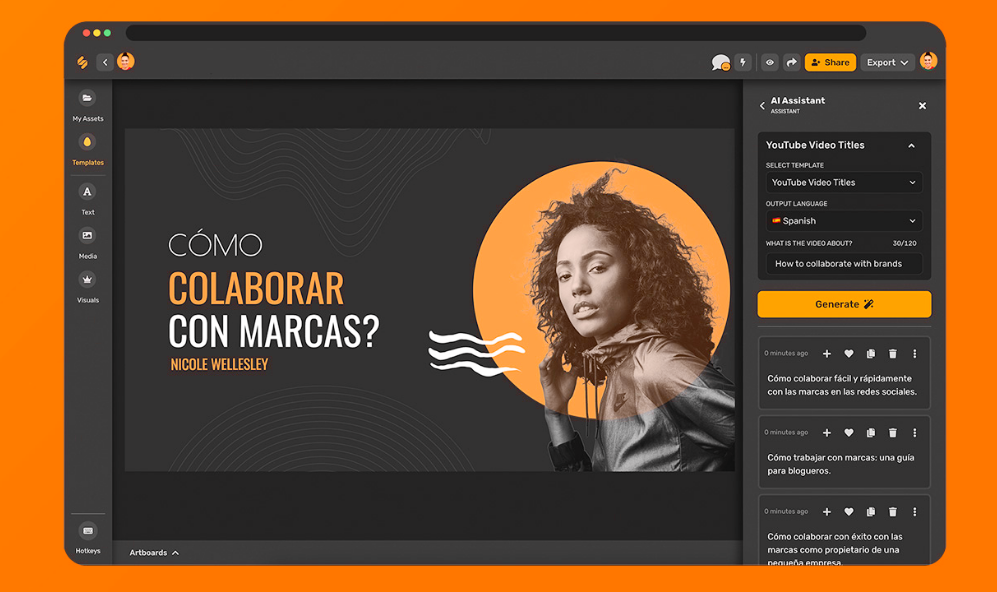 Share
Export
My Assets
Templates
Text
Media
Visuals
Hotkeys
CÓMO
COLABORAR
CON MARCAS?
NICOLE WELLESLEY
Artboards
AI Assistant
ASSISTANT
YouTube Video Titles
SELECT TEMPLATE
YouTube Video Titles
OUTPUT LANGUAGE
Spanish
WHAT IS THE VIDEO ABOUT? 30/120
How to collaborate with brands
Generate
0 minutes ago
Cómo colaborar fácil y rápidamente
con las marcas en las redes sociales.
0 minutes ago
Cómo trabajar con marcas: una guía
para blogueros.
0 minutes ago
Cómo colaborar con éxito con las
marcas como propietario de una
pequeña empresa.